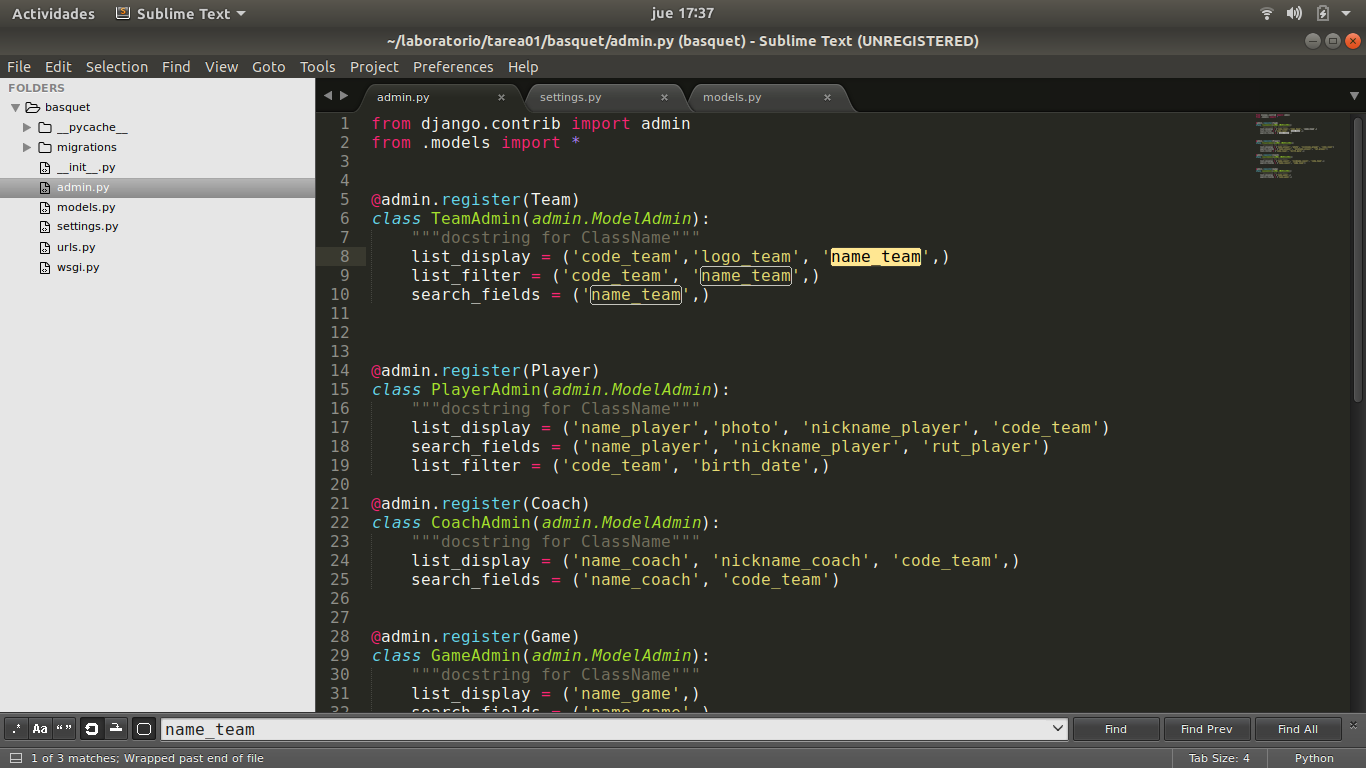 Actividades Sublime Text jue 17:37
~/laboratorio/tarea01/basquet/admin.py (basquet) - Sublime Text (UNREGISTERED)
File Edit Selection Find View Goto Tools Project Preferences Help
FOLDERS
basquet
__pycache__
migrations
__init__.py
admin.py
models.py
settings.py
urls.py
wsgi.py
admin.py × settings.py × models.py ×
1 from django.contrib import admin
2 from .models import *
3
4
5 @admin.register(Team)
6 class TeamAdmin(admin.ModelAdmin):
7     """docstring for ClassName"""
8     list_display = ('code_team','logo_team', 'name_team',)
9     list_filter = ('code_team', 'name_team',)
10     search_fields = ('name_team',)
11
12
13
14 @admin.register(Player)
15 class PlayerAdmin(admin.ModelAdmin):
16     """docstring for ClassName"""
17     list_display = ('name_player','photo', 'nickname_player', 'code_team')
18     search_fields = ('name_player', 'nickname_player', 'rut_player')
19     list_filter = ('code_team', 'birth_date',)
20
21 @admin.register(Coach)
22 class CoachAdmin(admin.ModelAdmin):
23     """docstring for ClassName"""
24     list_display = ('name_coach', 'nickname_coach', 'code_team',)
25     search_fields = ('name_coach', 'code_team')
26
27
28 @admin.register(Game)
29 class GameAdmin(admin.ModelAdmin):
30     """docstring for ClassName"""
31     list_display = ('name_game',)
32     search_fields = ('name_game',)
.* Aa “” name_team Find Find Prev Find All ×
1 of 3 matches; Wrapped past end of file Tab Size: 4 Python